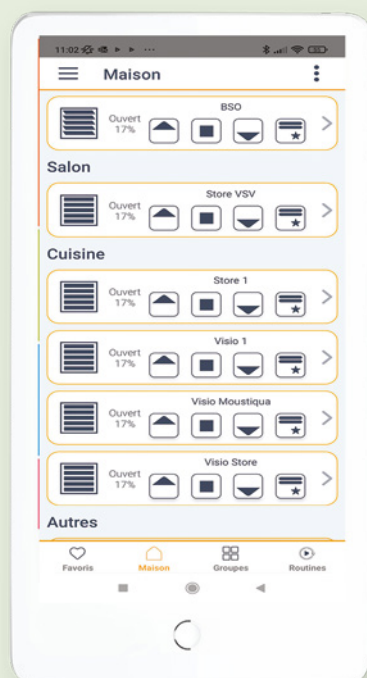 11:02
Maison
BSO
Ouvert
17%
Salon
Store VSV
Ouvert
17%
Cuisine
Store 1
Ouvert
17%
Visio 1
Ouvert
17%
Visio Moustiqua
Ouvert
17%
Visio Store
Ouvert
17%
Autres
Favoris
Maison
Groupes
Routines